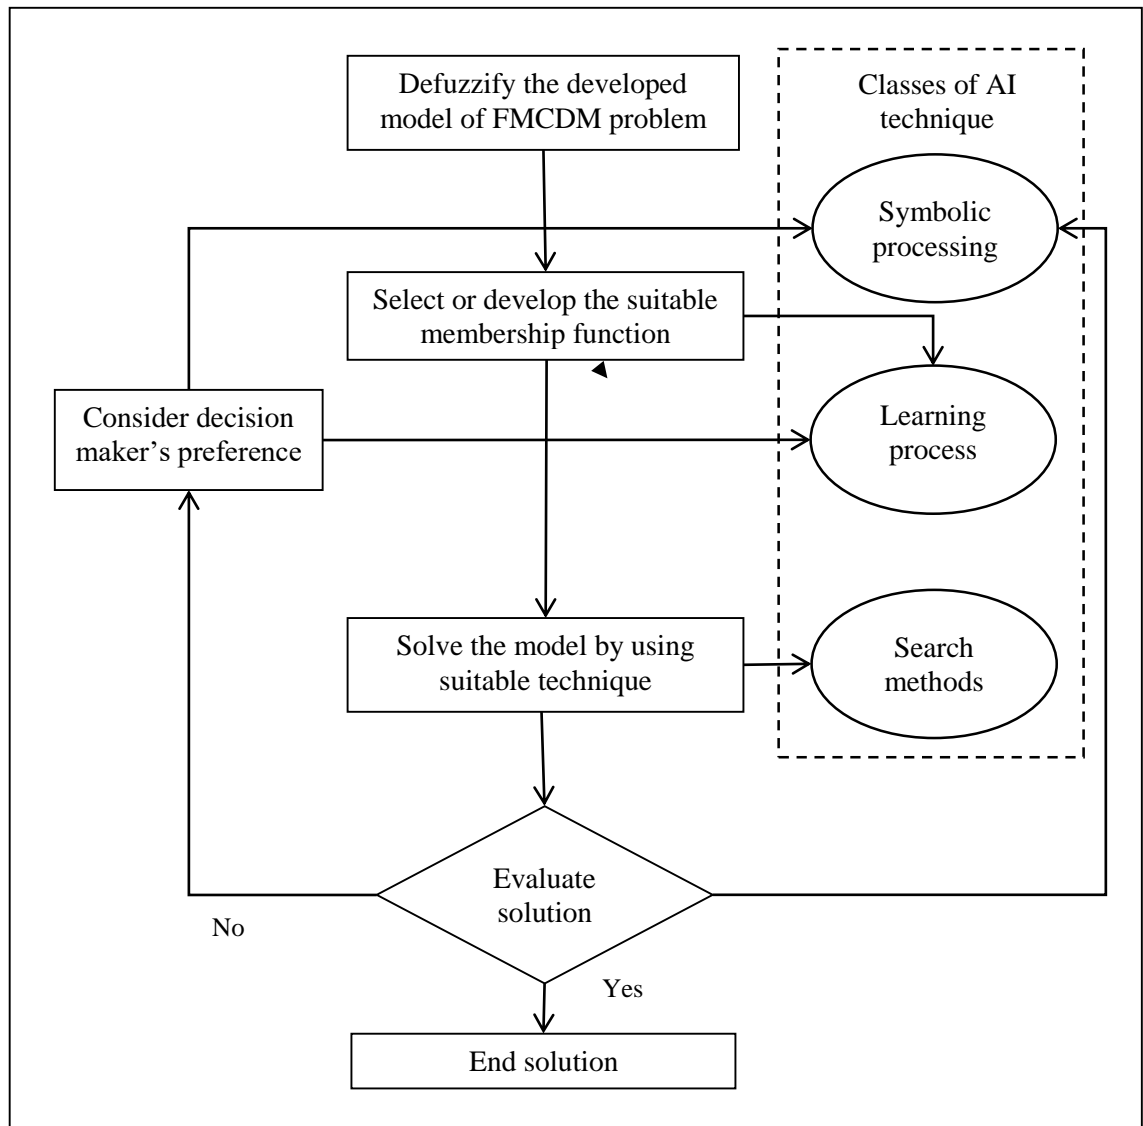 Defuzzify the developed
model of FMCDM problem
Classes of AI
technique
Symbolic
processing
Select or develop the suitable
membership function
Consider decision
maker’s preference
Learning
process
Solve the model by using
suitable technique
Search
methods
Evaluate
solution
No
Yes
End solution